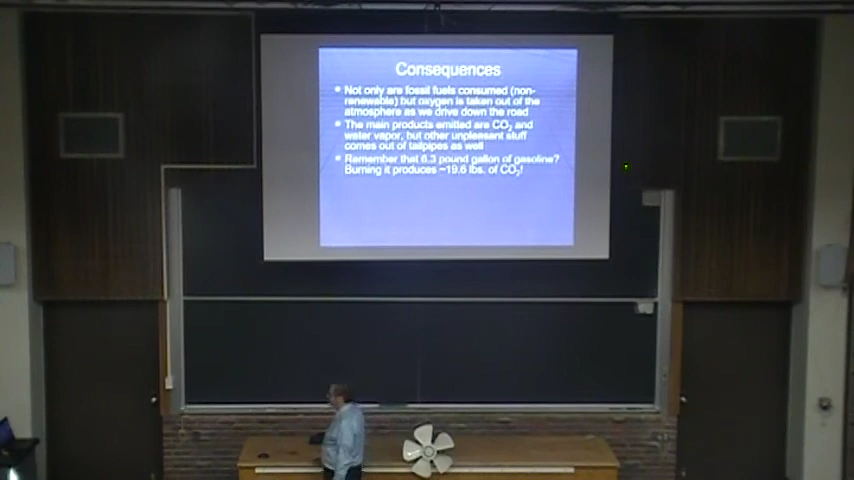 Consequences
Not only are fossil fuels consumed (non-
renewable) but oxygen is taken out of the
atmosphere as we drive down the road
The main products emitted are CO₂ and
water vapor, but other unpleasant stuff
comes out of tailpipes as well
Remember that 6.3 pound gallon of gasoline?
Burning it produces ~19.6 lbs. of CO₂!